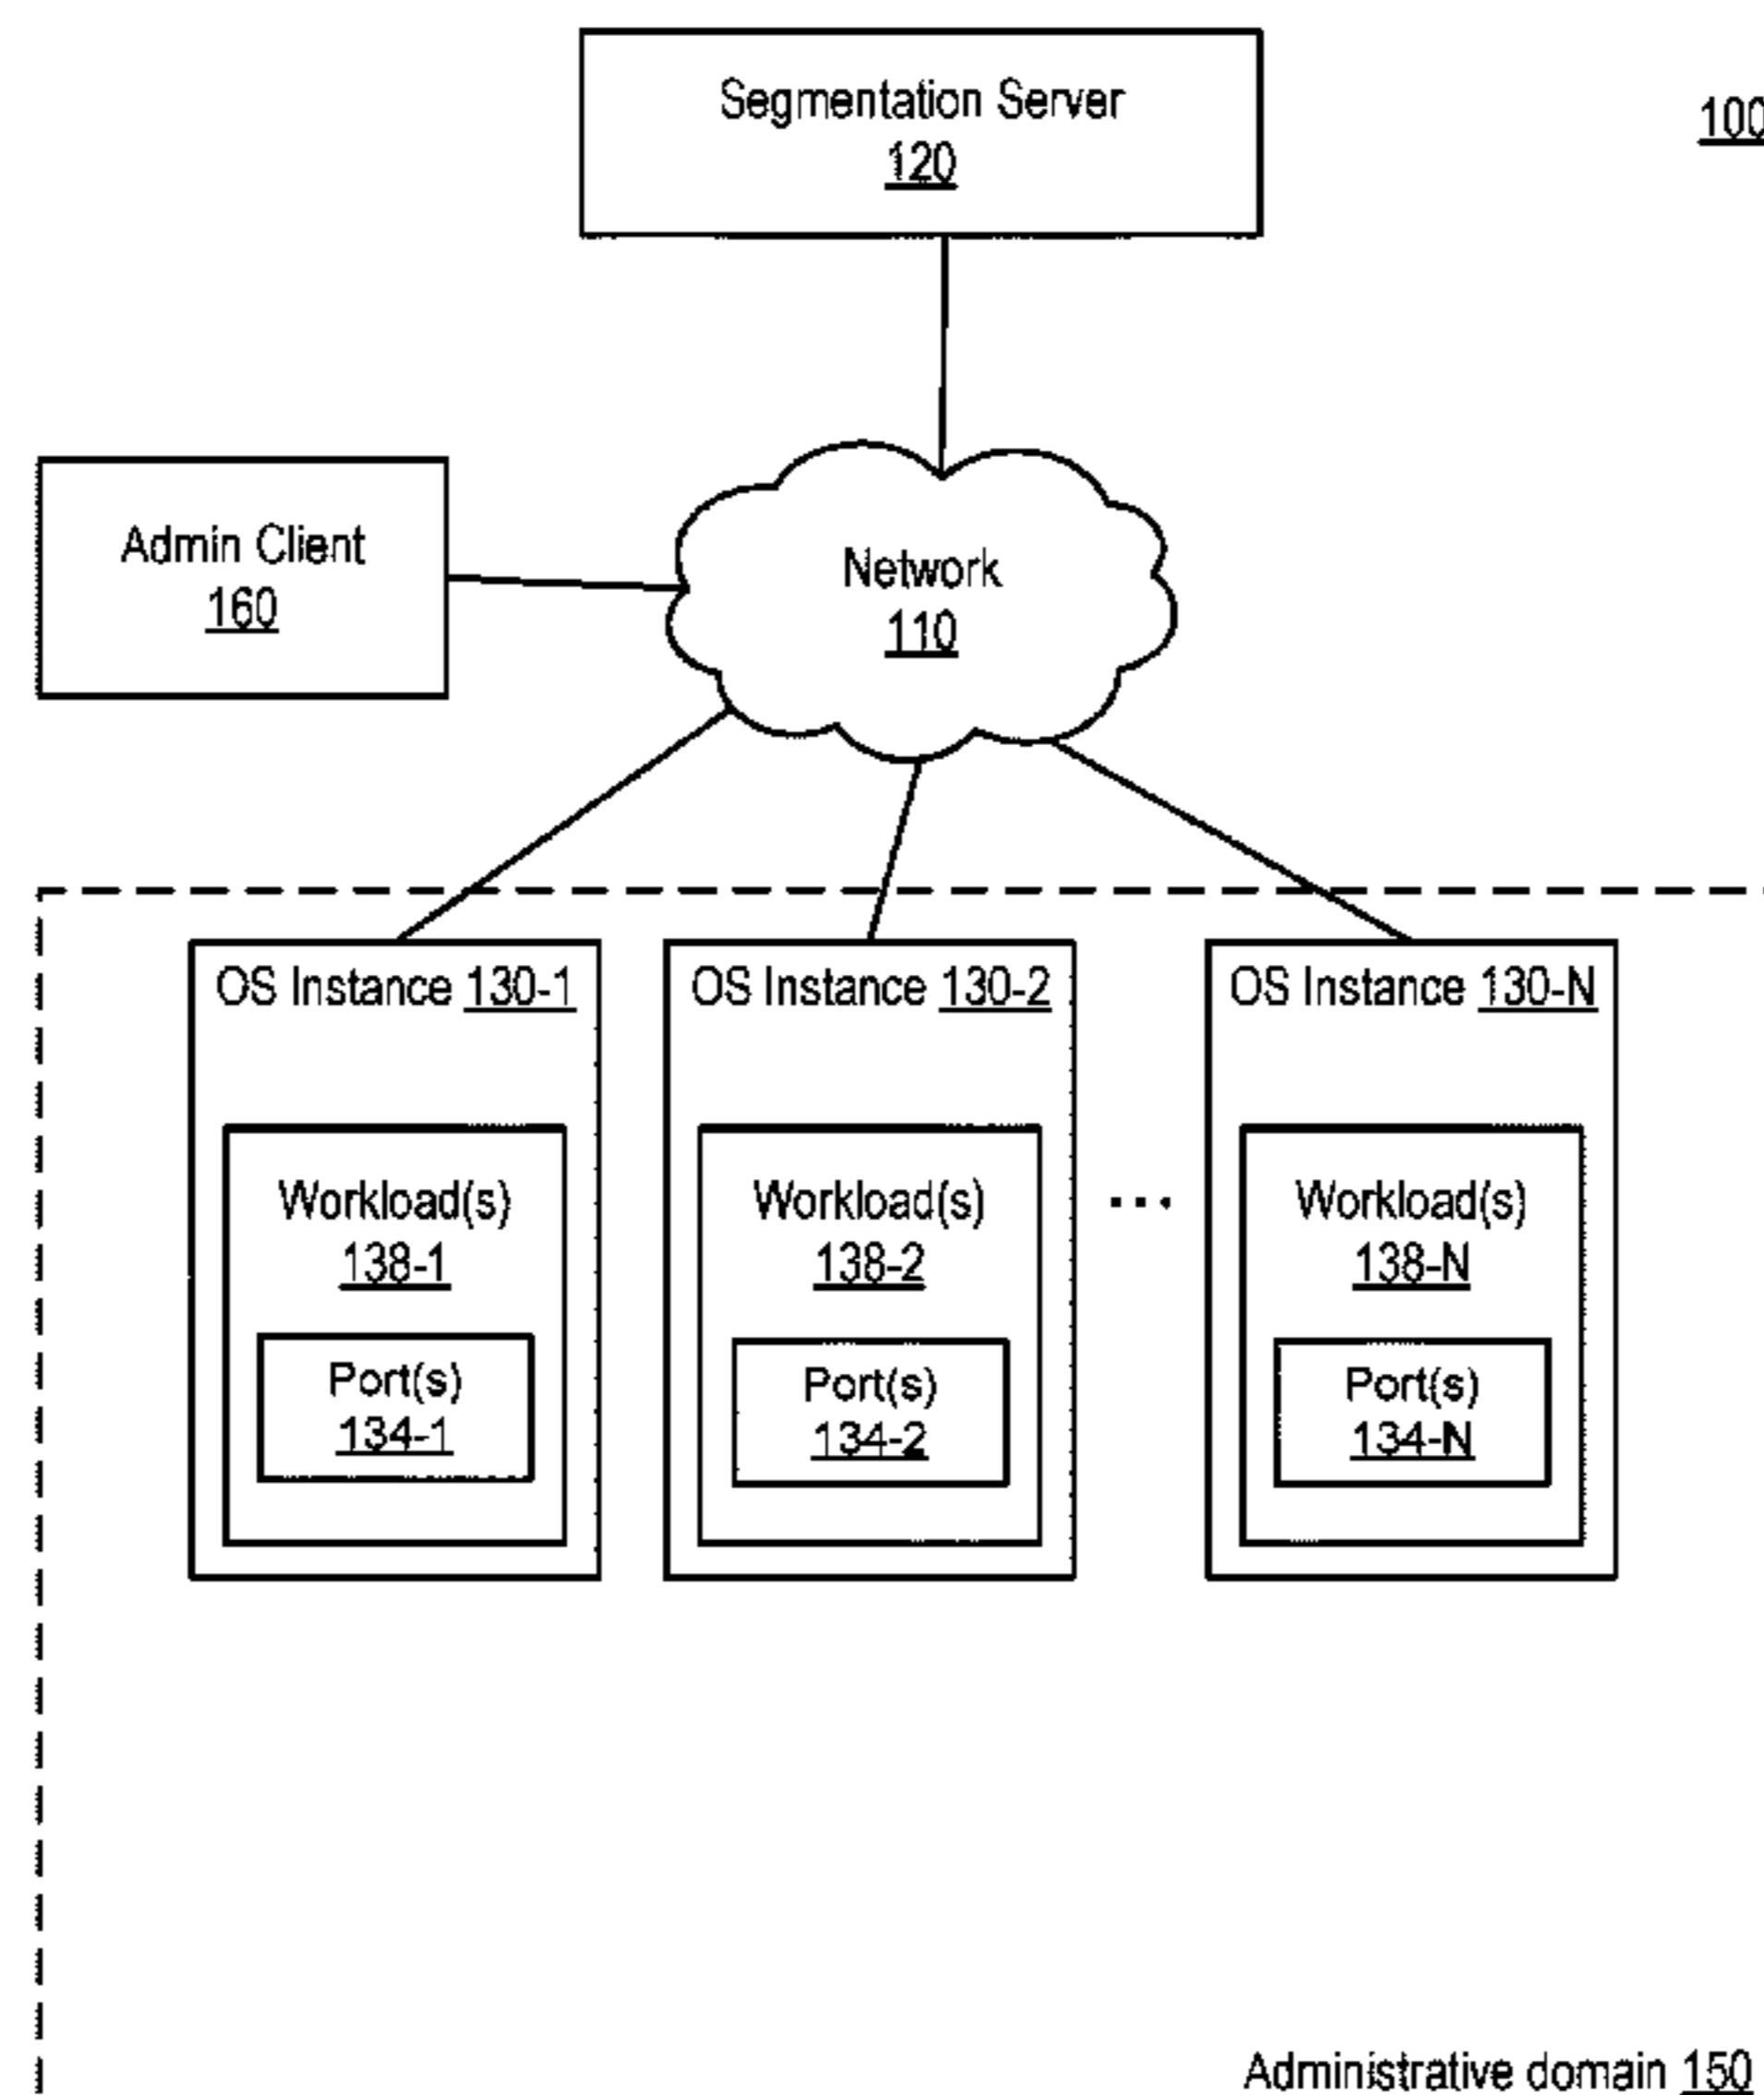 Segmentation Server
120
100
Admin Client
160
Network
110
OS Instance 130-1
Workload(s)
138-1
Port(s)
134-1
OS Instance 130-2
Workload(s)
138-2
Port(s)
134-2
...
OS Instance 130-N
Workload(s)
138-N
Port(s)
134-N
Administrative domain 150